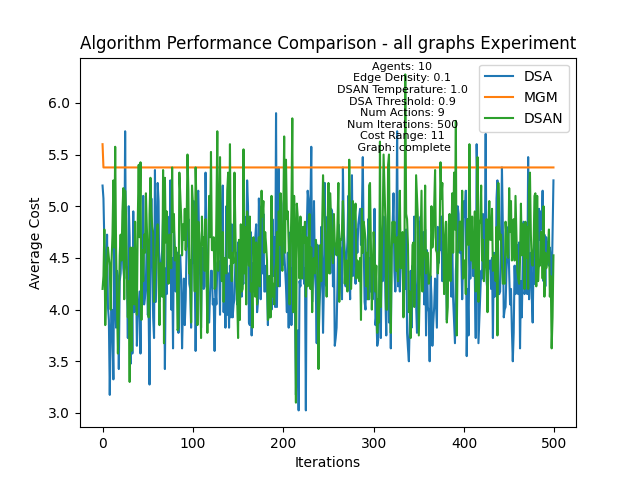 Algorithm Performance Comparison - all graphs Experiment
Agents: 10
Edge Density: 0.1
DSAN Temperature: 1.0
DSA Threshold: 0.9
Num Actions: 9
Num Iterations: 500
Cost Range: 11
Graph: complete
DSA
MGM
DSAN
Average Cost
6.0
5.5
5.0
4.5
4.0
3.5
3.0
0
100
200
300
400
500
Iterations